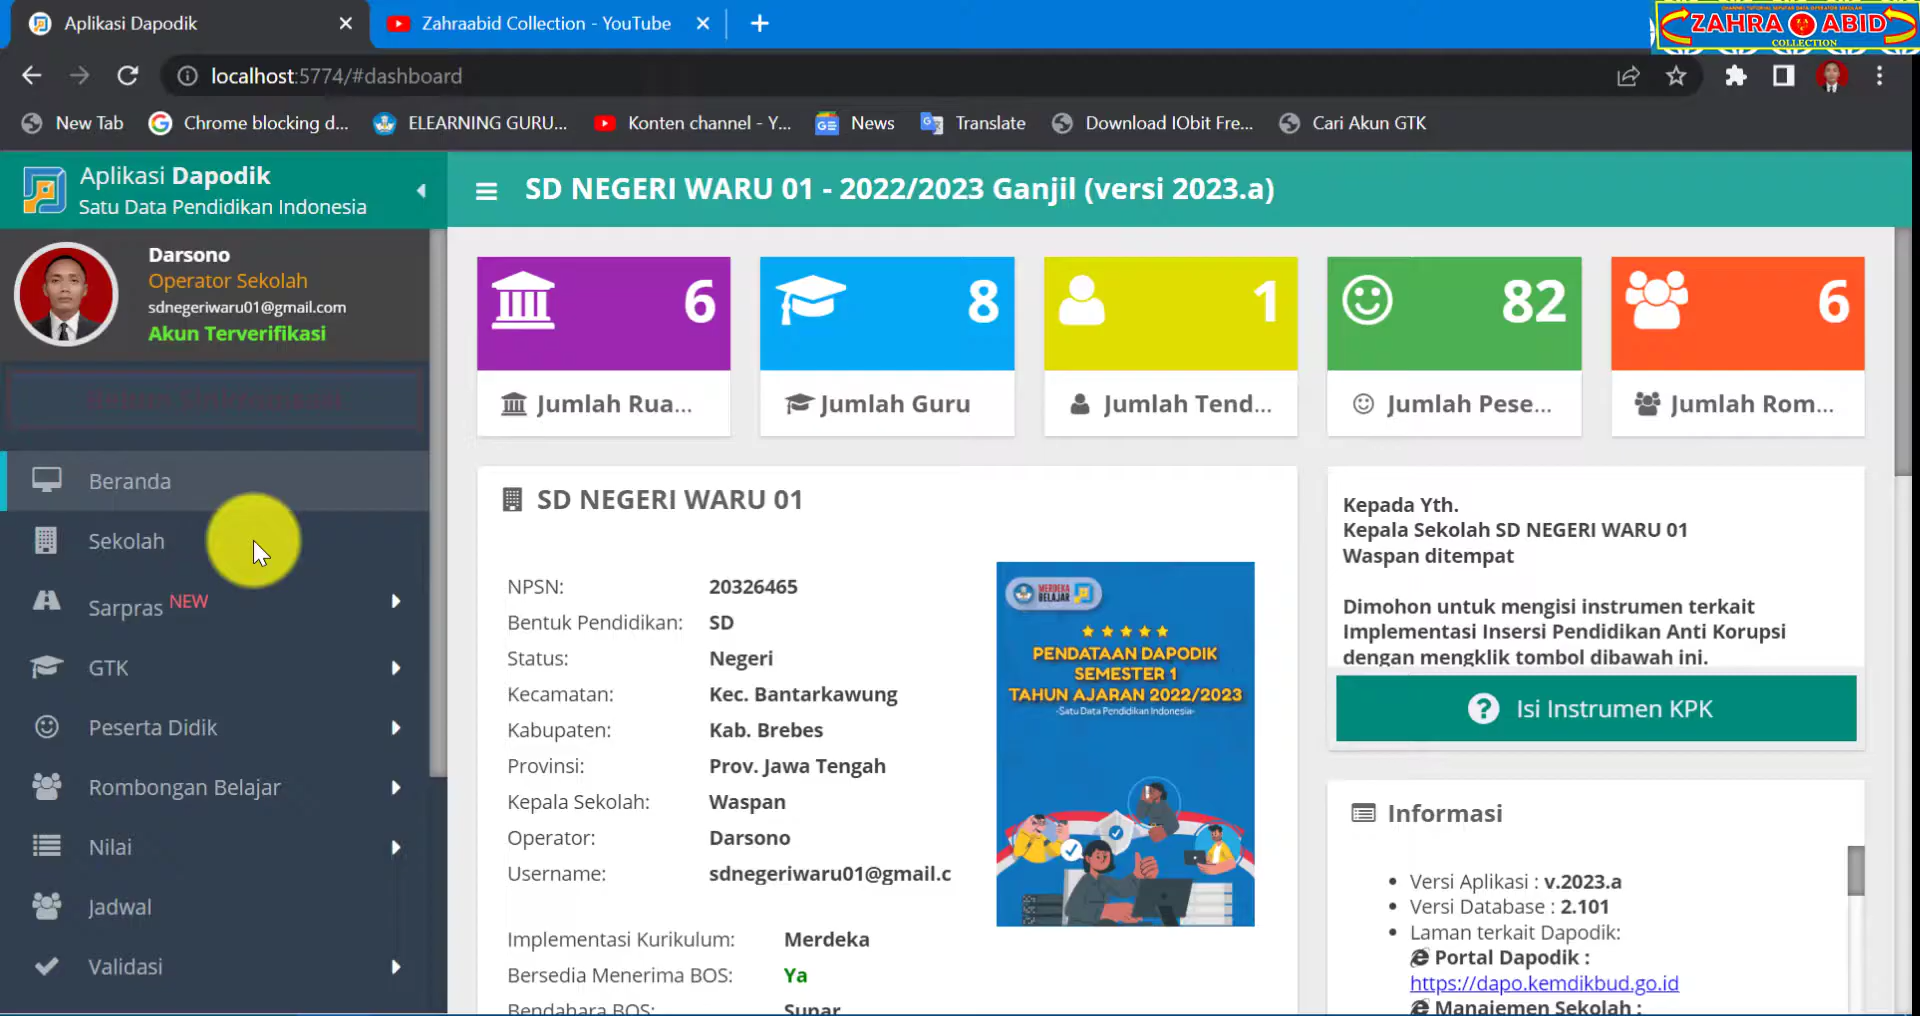 Aplikasi Dapodik
Zahraabid Collection - YouTube
ZAHRA ABID
COLLECTION
localhost:5774/#dashboard
New Tab
Chrome blocking d...
ELEARNING GURU...
Konten channel - Y...
News
Translate
Download IObit Fre...
Cari Akun GTK
Aplikasi Dapodik
Satu Data Pendidikan Indonesia
SD NEGERI WARU 01 - 2022/2023 Ganjil (versi 2023.a)
Darsono
Operator Sekolah
sdnegeriwaru01@gmail.com
Akun Terverifikasi
Beranda
Sekolah
Sarpras NEW
GTK
Peserta Didik
Rombongan Belajar
Nilai
Jadwal
Validasi
6
Jumlah Rua...
8
Jumlah Guru
1
Jumlah Tend...
82
Jumlah Pese...
6
Jumlah Rom...
SD NEGERI WARU 01
NPSN: 20326465
Bentuk Pendidikan: SD
Status: Negeri
Kecamatan: Kec. Bantarkawung
Kabupaten: Kab. Brebes
Provinsi: Prov. Jawa Tengah
Kepala Sekolah: Waspan
Operator: Darsono
Username: sdnegeriwaru01@gmail.c
Implementasi Kurikulum: Merdeka
Bersedia Menerima BOS: Ya
Bendahara BOS: Sunar
MERDEKA
BELAJAR
PENDATAAN DAPODIK
SEMESTER 1
TAHUN AJARAN 2022/2023
-Satu Data Pendidikan Indonesia-
Kepada Yth.
Kepala Sekolah SD NEGERI WARU 01
Waspan ditempat
Dimohon untuk mengisi instrumen terkait
Implementasi Insersi Pendidikan Anti Korupsi
dengan mengklik tombol dibawah ini.
Isi Instrumen KPK
Informasi
Versi Aplikasi : v.2023.a
Versi Database : 2.101
Laman terkait Dapodik:
Portal Dapodik :
https://dapo.kemdikbud.go.id
Manajemen Sekolah :